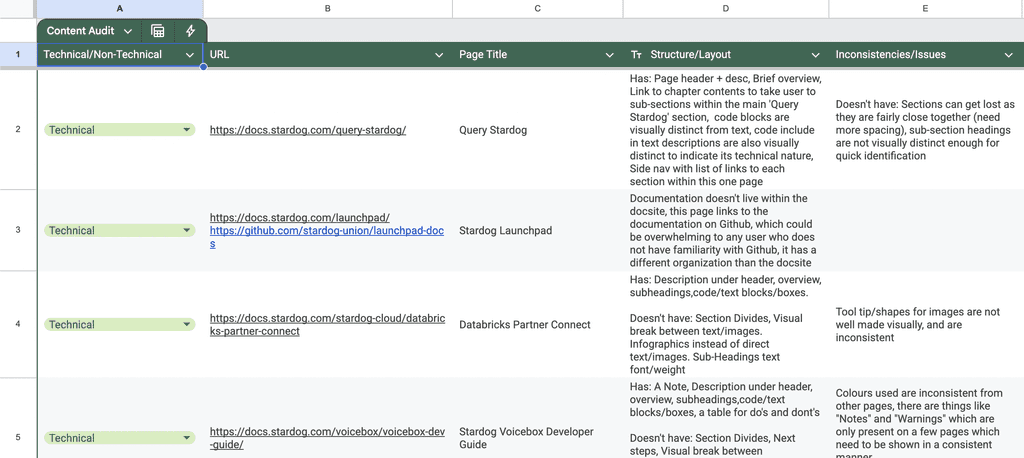 A B C D E
Content Audit
1 Technical/Non-Technical URL Page Title Tт Structure/Layout Inconsistencies/Issues
2 Technical
https://docs.stardog.com/query-stardog/
Query Stardog
Has: Page header + desc, Brief overview,
Link to chapter contents to take user to
sub-sections within the main 'Query
Stardog' section,  code blocks are
visually distinct from text, code include
in text descriptions are also visually
distinct to indicate its technical nature,
Side nav with list of links to each
section within this one page
Doesn't have: Sections can get lost as
they are fairly close together (need
more spacing), sub-section headings
are not visually distinct enough for
quick identification
3 Technical
https://docs.stardog.com/launchpad/
https://github.com/stardog-union/launchpad-doc
s
Stardog Launchpad
Documentation doesn't live within the
docsite, this page links to the
documentation on Github, which could
be overwhelming to any user who does
not have familiarity with Github, it has a
different organization than the docsite
4 Technical
https://docs.stardog.com/stardog-cloud/databric
ks-partner-connect
Databricks Partner Connect
Has: Description under header, overview,
subheadings,code/text blocks/boxes.
Doesn't have: Section Divides, Visual
break between text/images.
Infographics instead of direct
text/images. Sub-Headings text
font/weight
Tool tip/shapes for images are not
well made visually, and are
inconsistent
5 Technical
https://docs.stardog.com/voicebox/voicebox-dev
-guide/
Stardog Voicebox Developer
Guide
Has: A Note, Description under header,
overview, subheadings,code/text
blocks/boxes, a table for do's and dont's
Doesn't have: Section Divides, Next
steps, Visual break between
Colours used are inconsistent from
other pages, there are things like
"Notes" and "Warnings" which are
only present on a few pages which
need to be shown in a consistent
manner